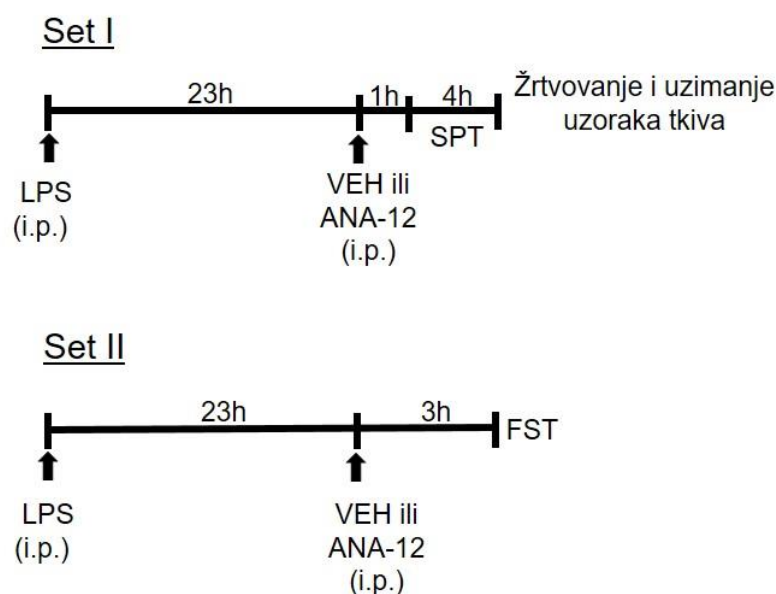 Set I
23h
1h
4h
Žrtvovanje i uzimanje
uzoraka tkiva
SPT
LPS
(i.p.)
VEH ili
ANA-12
(i.p.)
Set II
23h
3h
FST
LPS
(i.p.)
VEH ili
ANA-12
(i.p.)